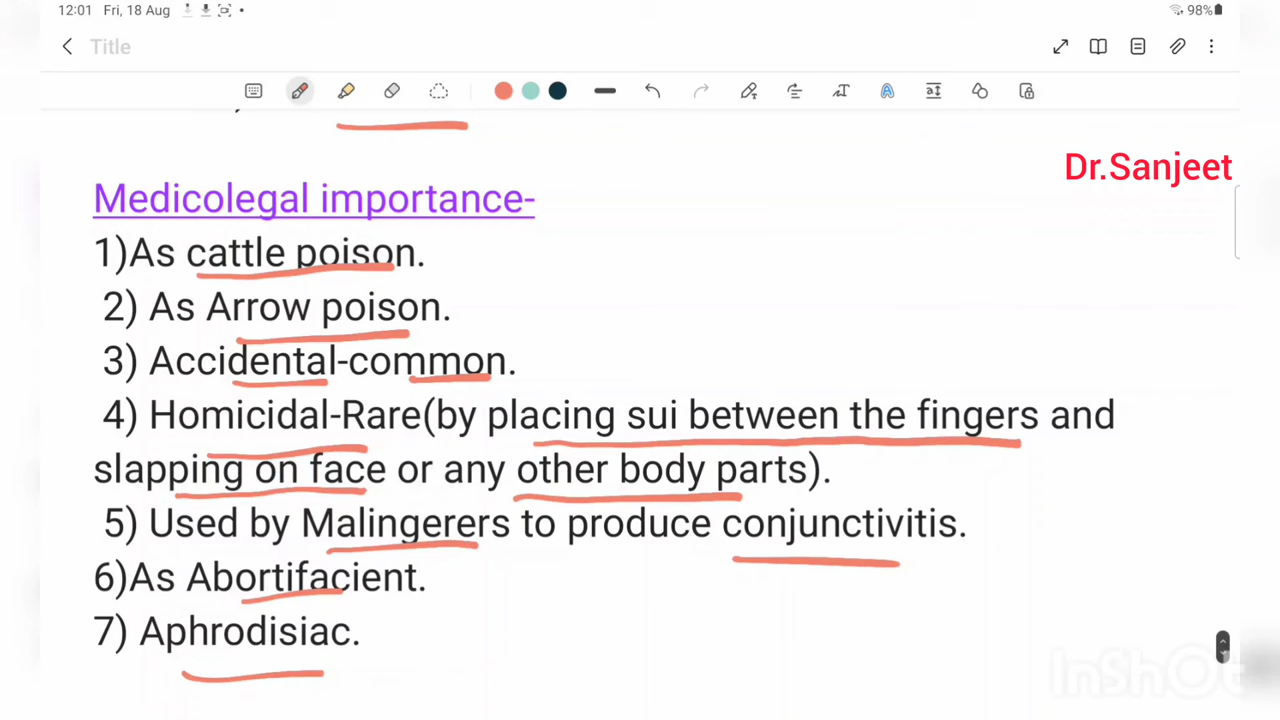 12:01 Fri, 18 Aug
98%
Title
Dr.Sanjeet
Medicolegal importance-
1)As cattle poison.
2) As Arrow poison.
3) Accidental-common.
4) Homicidal-Rare(by placing sui between the fingers and
slapping on face or any other body parts).
5) Used by Malingerers to produce conjunctivitis.
6)As Abortifacient.
7) Aphrodisiac.
InShOt